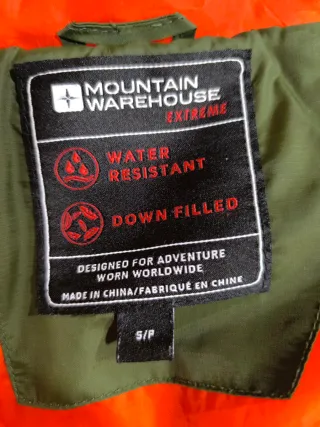 MOUNTAIN
WAREHOUSE
EXTREME
WATER
RESISTANT
DOWN FILLED
DESIGNED FOR ADVENTURE
WORN WORLDWIDE
MADE IN CHINA/FABRIQUÉ EN CHINE
S/P